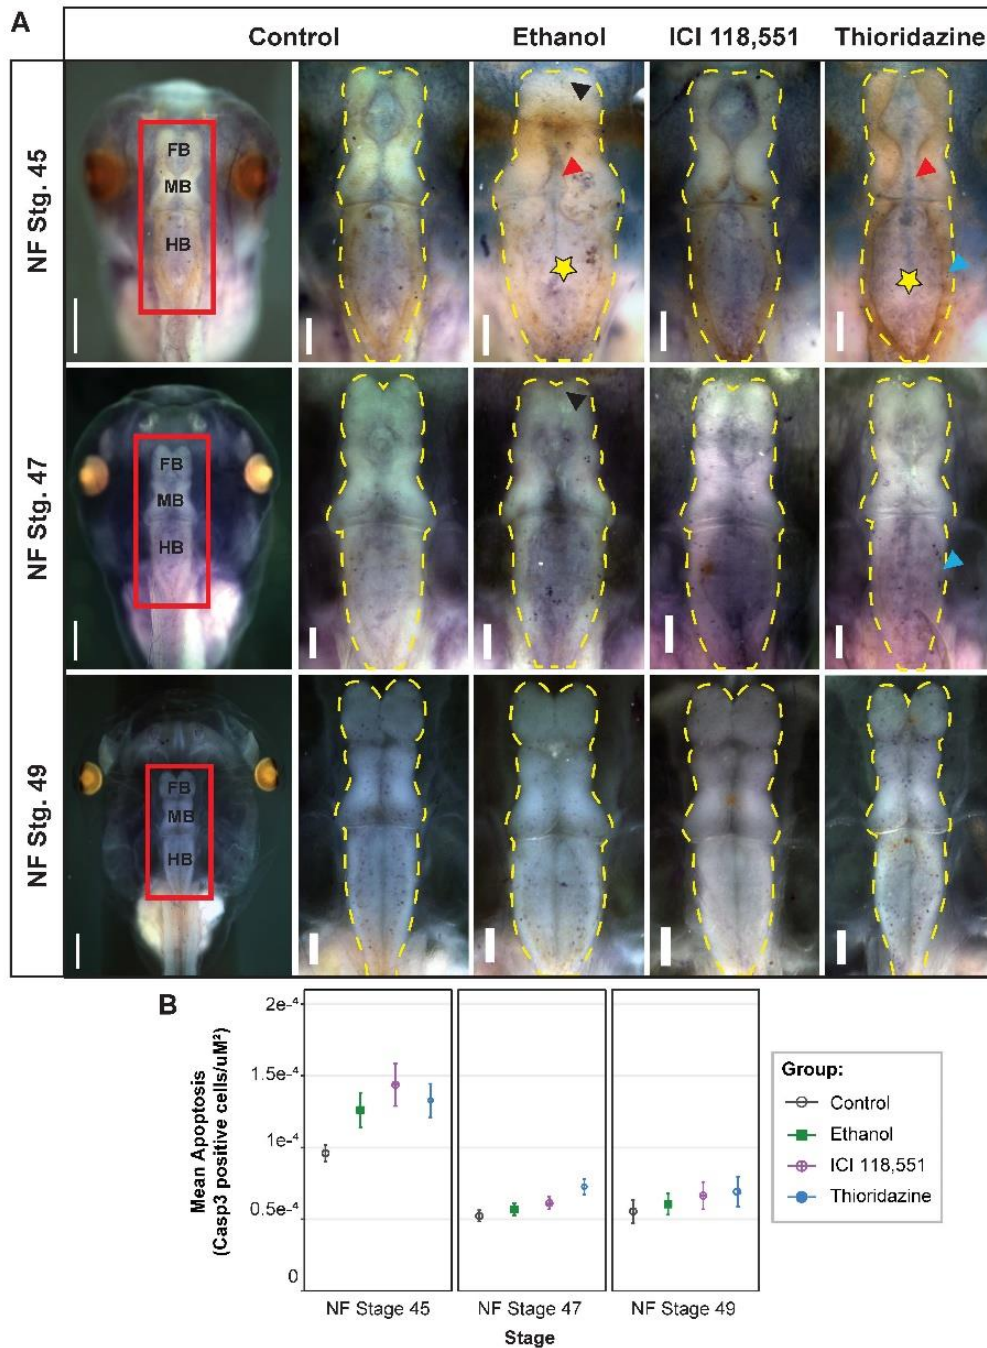 A
Control
Ethanol
ICI 118,551
Thioridazine
NF Stg. 45
FB
MB
HB
NF Stg. 47
FB
MB
HB
NF Stg. 49
FB
MB
HB
B
Mean Apoptosis
(Casp3 positive cells/uM²)
2e⁻⁴
1.5e⁻⁴
1e⁻⁴
0.5e⁻⁴
0
NF Stage 45
NF Stage 47
NF Stage 49
Stage
Group:
Control
Ethanol
ICI 118,551
Thioridazine